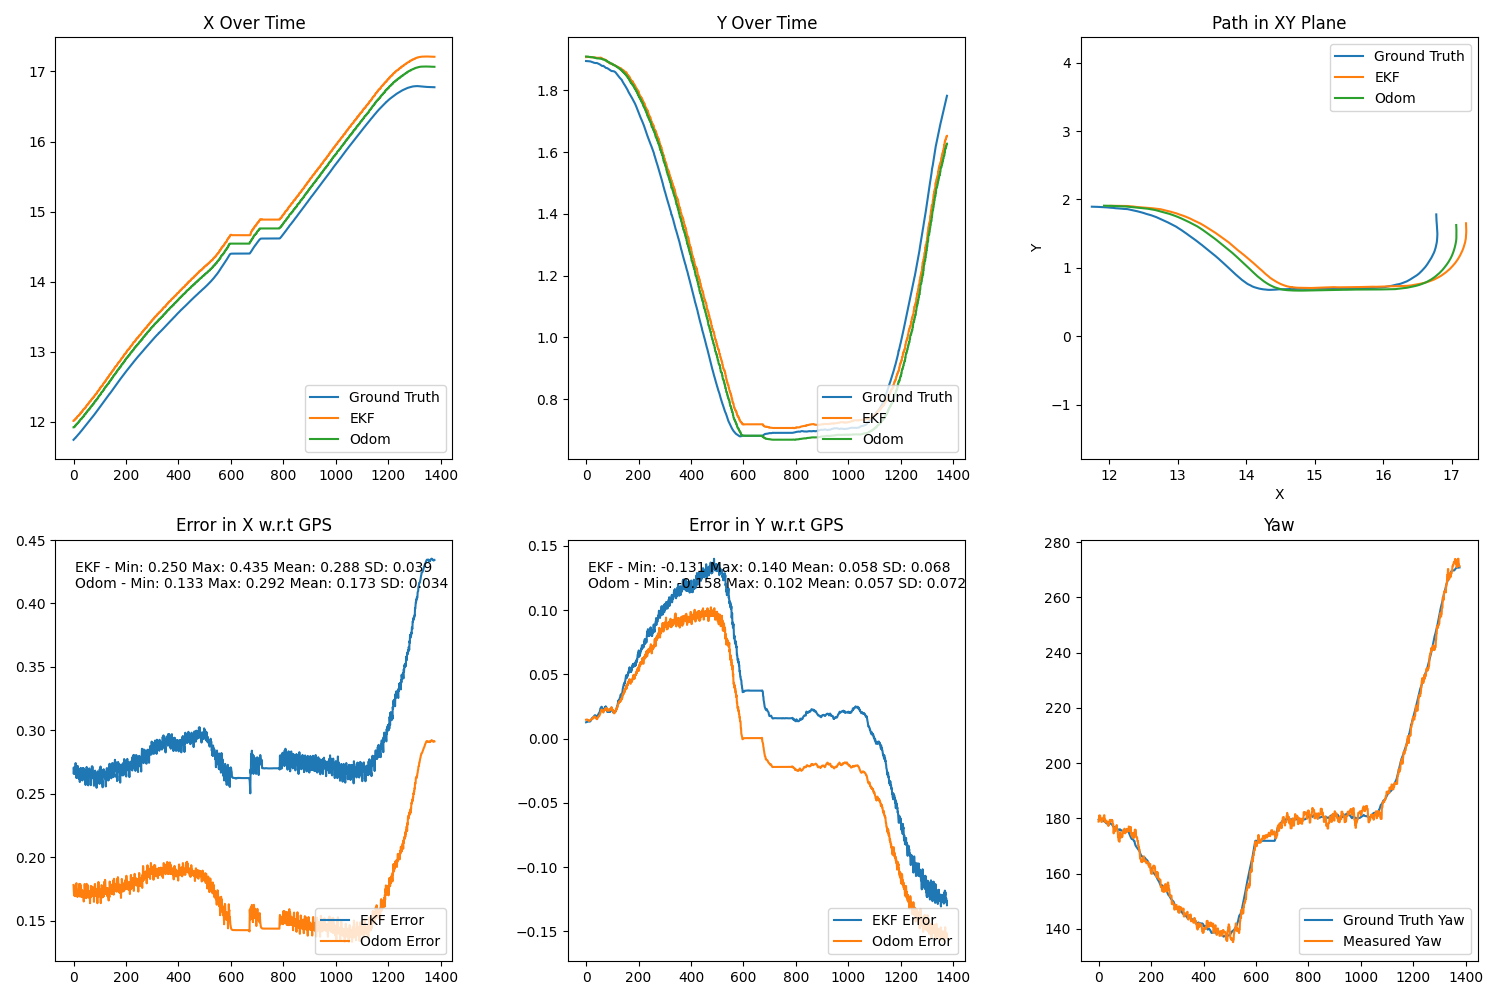 X Over Time
17
16
15
14
13
12
0 200 400 600 800 1000 1200 1400
Ground Truth
EKF
Odom
Y Over Time
1.8
1.6
1.4
1.2
1.0
0.8
0 200 400 600 800 1000 1200 1400
Ground Truth
EKF
Odom
Path in XY Plane
4
3
2
1
0
−1
Y
12 13 14 15 16 17
X
Ground Truth
EKF
Odom
Error in X w.r.t GPS
0.45
0.40
0.35
0.30
0.25
0.20
0.15
EKF - Min: 0.250 Max: 0.435 Mean: 0.288 SD: 0.039
Odom - Min: 0.133 Max: 0.292 Mean: 0.173 SD: 0.034
0 200 400 600 800 1000 1200 1400
EKF Error
Odom Error
Error in Y w.r.t GPS
0.15
0.10
0.05
0.00
−0.05
−0.10
−0.15
EKF - Min: -0.131 Max: 0.140 Mean: 0.058 SD: 0.068
Odom - Min: -0.158 Max: 0.102 Mean: 0.057 SD: 0.072
0 200 400 600 800 1000 1200 1400
EKF Error
Odom Error
Yaw
280
260
240
220
200
180
160
140
0 200 400 600 800 1000 1200 1400
Ground Truth Yaw
Measured Yaw